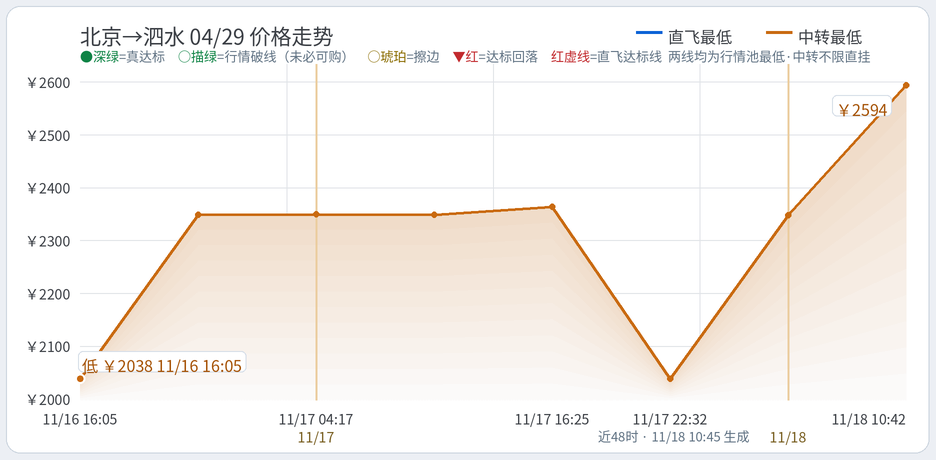 北京→泗水 04/29 价格走势
直飞最低 中转最低
●深绿=真达标 ○描绿=行情破线（未必可购） ○琥珀=擦边 ▼红=达标回落 红虚线=直飞达标线 两线均为行情池最低·中转不限直挂
￥2600
￥2594
￥2500
￥2400
￥2300
￥2200
￥2100
低 ￥2038 11/16 16:05
￥2000
11/16 16:05 11/17 04:17 11/17 16:25 11/17 22:32 11/18 10:42
11/17 近48时 · 11/18 10:45 生成 11/18